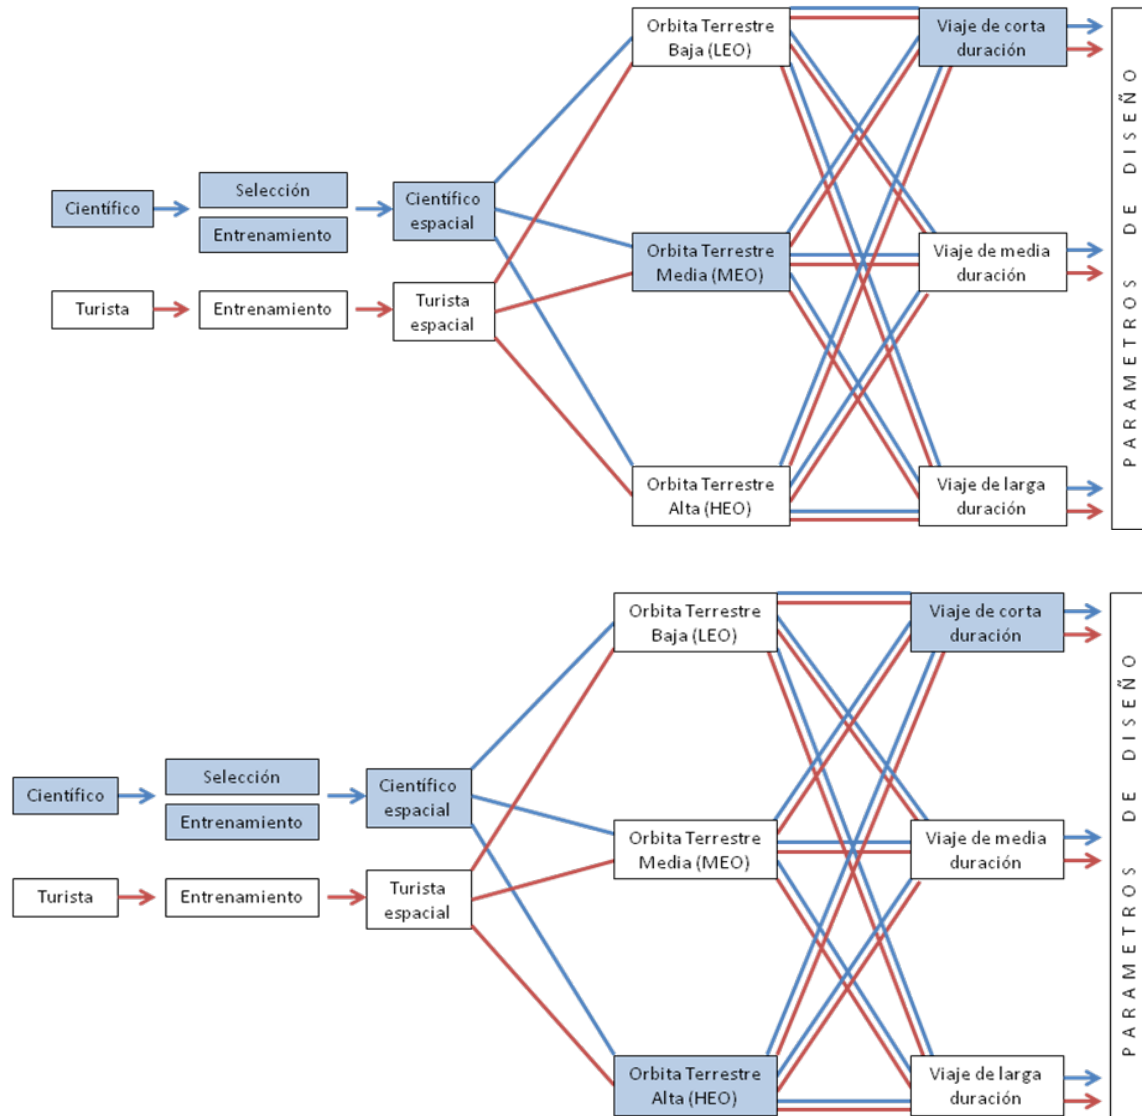 Orbita Terrestre
Baja (LEO)
Viaje de corta
duración
Científico
Selección
Entrenamiento
Científico
espacial
Orbita Terrestre
Media (MEO)
Viaje de media
duración
Turista
Entrenamiento
Turista
espacial
Orbita Terrestre
Alta (HEO)
Viaje de larga
duración
PARAMETROS DE DISEÑO
Orbita Terrestre
Baja (LEO)
Viaje de corta
duración
Científico
Selección
Entrenamiento
Científico
espacial
Orbita Terrestre
Media (MEO)
Viaje de media
duración
Turista
Entrenamiento
Turista
espacial
Orbita Terrestre
Alta (HEO)
Viaje de larga
duración
PARAMETROS DE DISEÑO